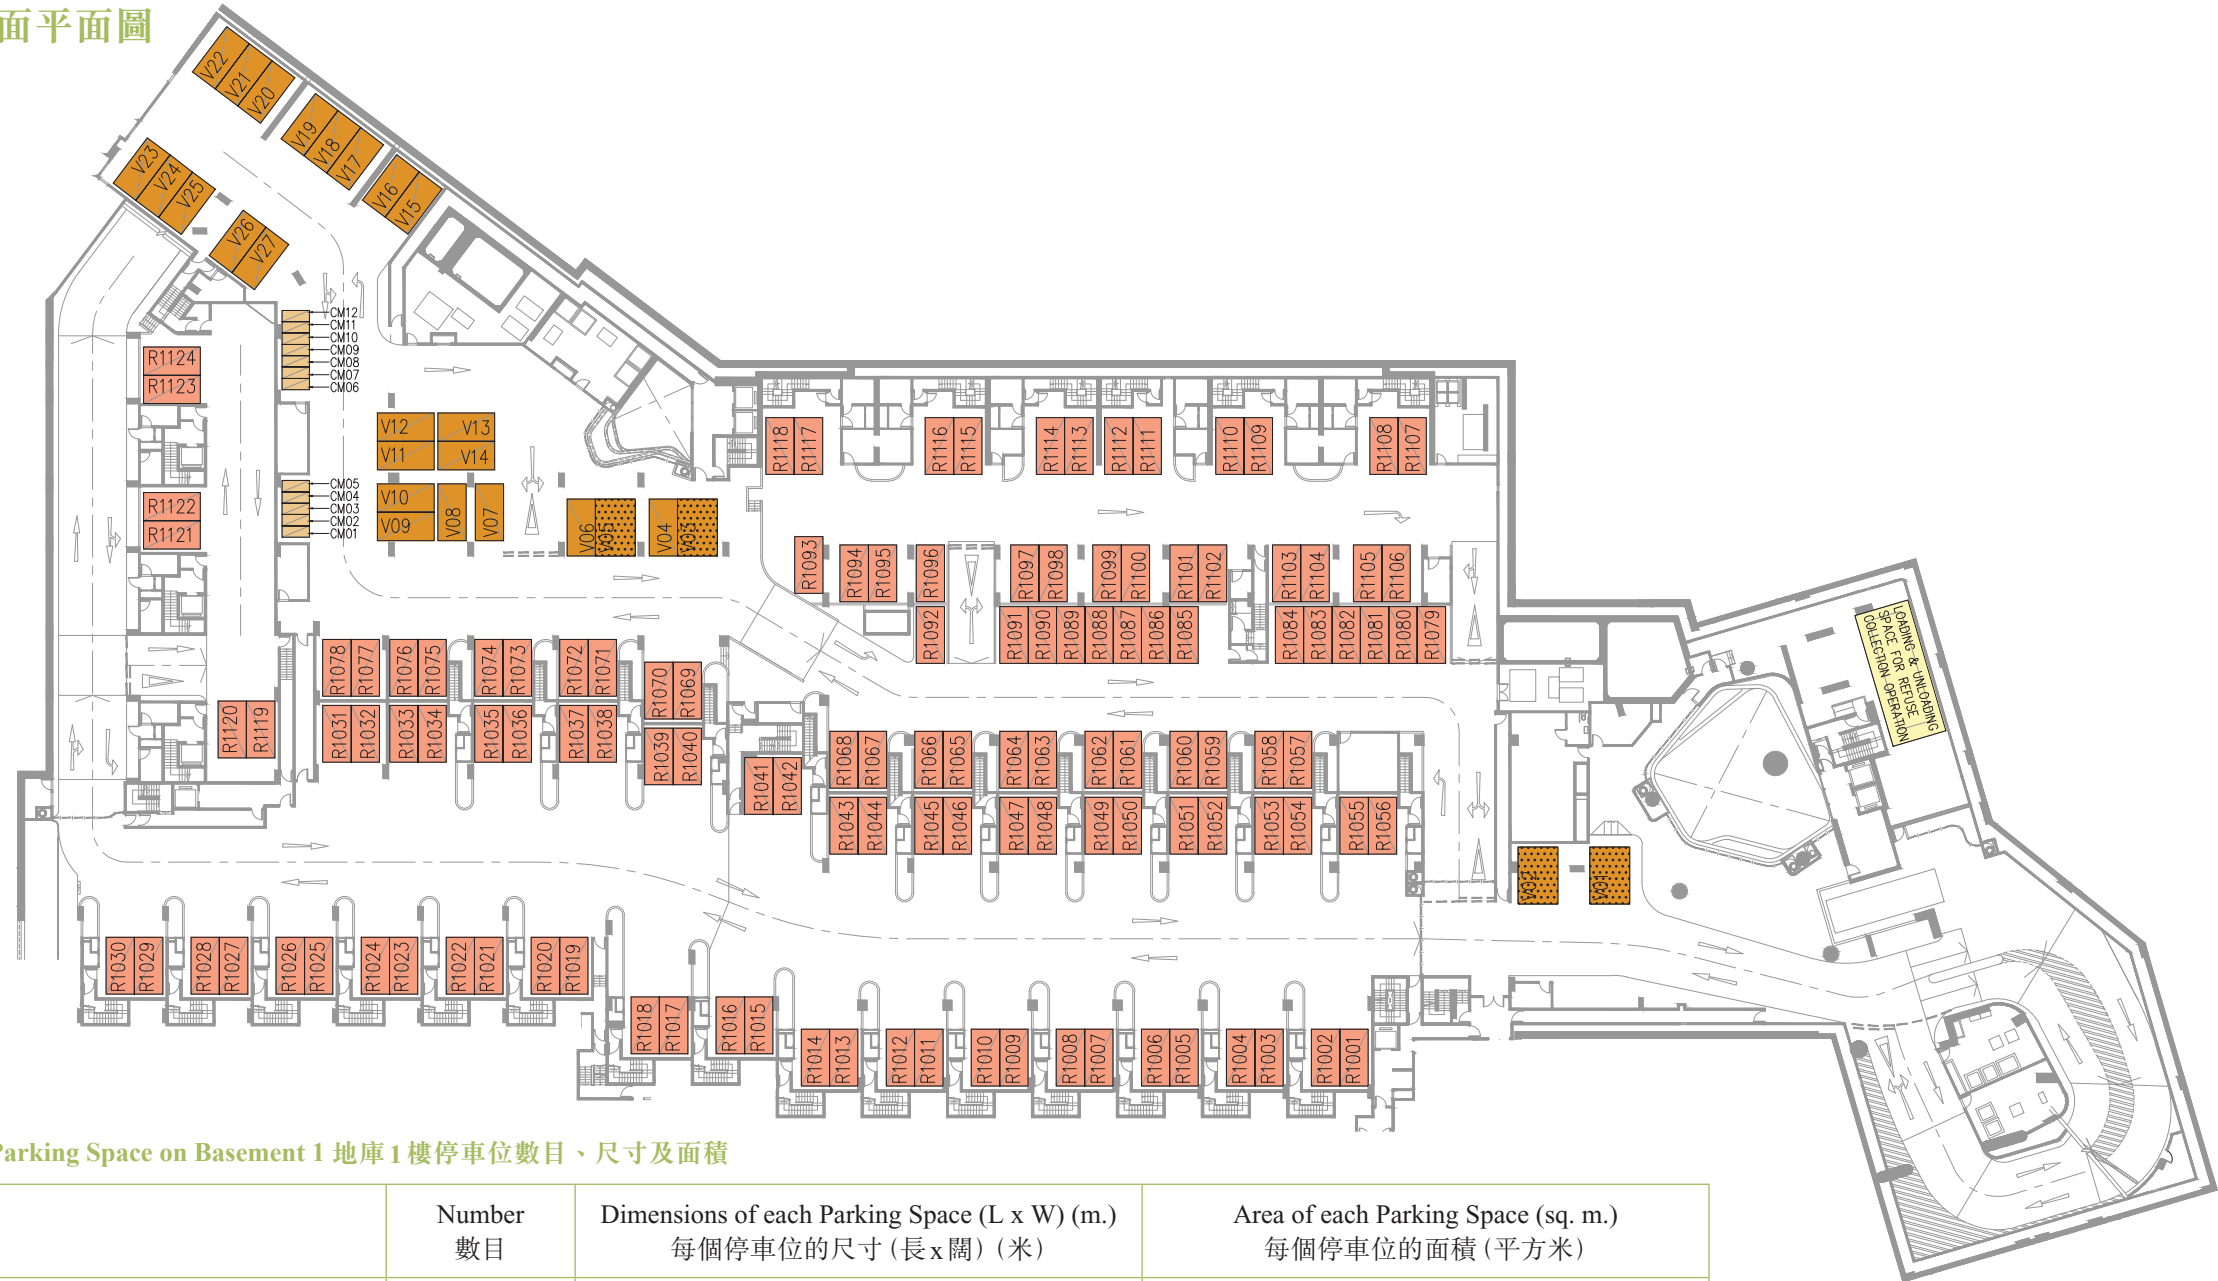 面平面圖
V22
V21
V20
V19
V18
V17
V16
V15
V23
V24
V25
V26
V27
CM12
CM11
CM10
CM09
CM08
CM07
CM06
R1124
R1123
V12
V13
V11
V14
R1118
R1117
R1116
R1115
R1114
R1113
R1112
R1111
R1110
R1109
R1108
R1107
CM05
CM04
CM03
CM02
CM01
R1122
R1121
V10
V09
V08
V07
V06
V05
V04
V03
R1093
R1094
R1095
R1096
R1097
R1098
R1099
R1100
R1101
R1102
R1103
R1104
R1105
R1106
R1092
R1091
R1090
R1089
R1088
R1087
R1086
R1085
R1084
R1083
R1082
R1081
R1080
R1079
LOADING & UNLOADING
SPACE FOR REFUSE
COLLECTION OPERATION
R1078
R1077
R1076
R1075
R1074
R1073
R1072
R1071
R1070
R1069
R1120
R1119
R1031
R1032
R1033
R1034
R1035
R1036
R1037
R1038
R1039
R1040
R1041
R1042
R1068
R1067
R1066
R1065
R1064
R1063
R1062
R1061
R1060
R1059
R1058
R1057
R1043
R1044
R1045
R1046
R1047
R1048
R1049
R1050
R1051
R1052
R1053
R1054
R1055
R1056
V02
V01
R1030
R1029
R1028
R1027
R1026
R1025
R1024
R1023
R1022
R1021
R1020
R1019
R1018
R1017
R1016
R1015
R1014
R1013
R1012
R1011
R1010
R1009
R1008
R1007
R1006
R1005
R1004
R1003
R1002
R1001
Parking Space on Basement 1 地庫1樓停車位數目、尺寸及面積
Number
數目
Dimensions of each Parking Space (L x W) (m.)
每個停車位的尺寸(長x闊)(米)
Area of each Parking Space (sq. m.)
每個停車位的面積(平方米)